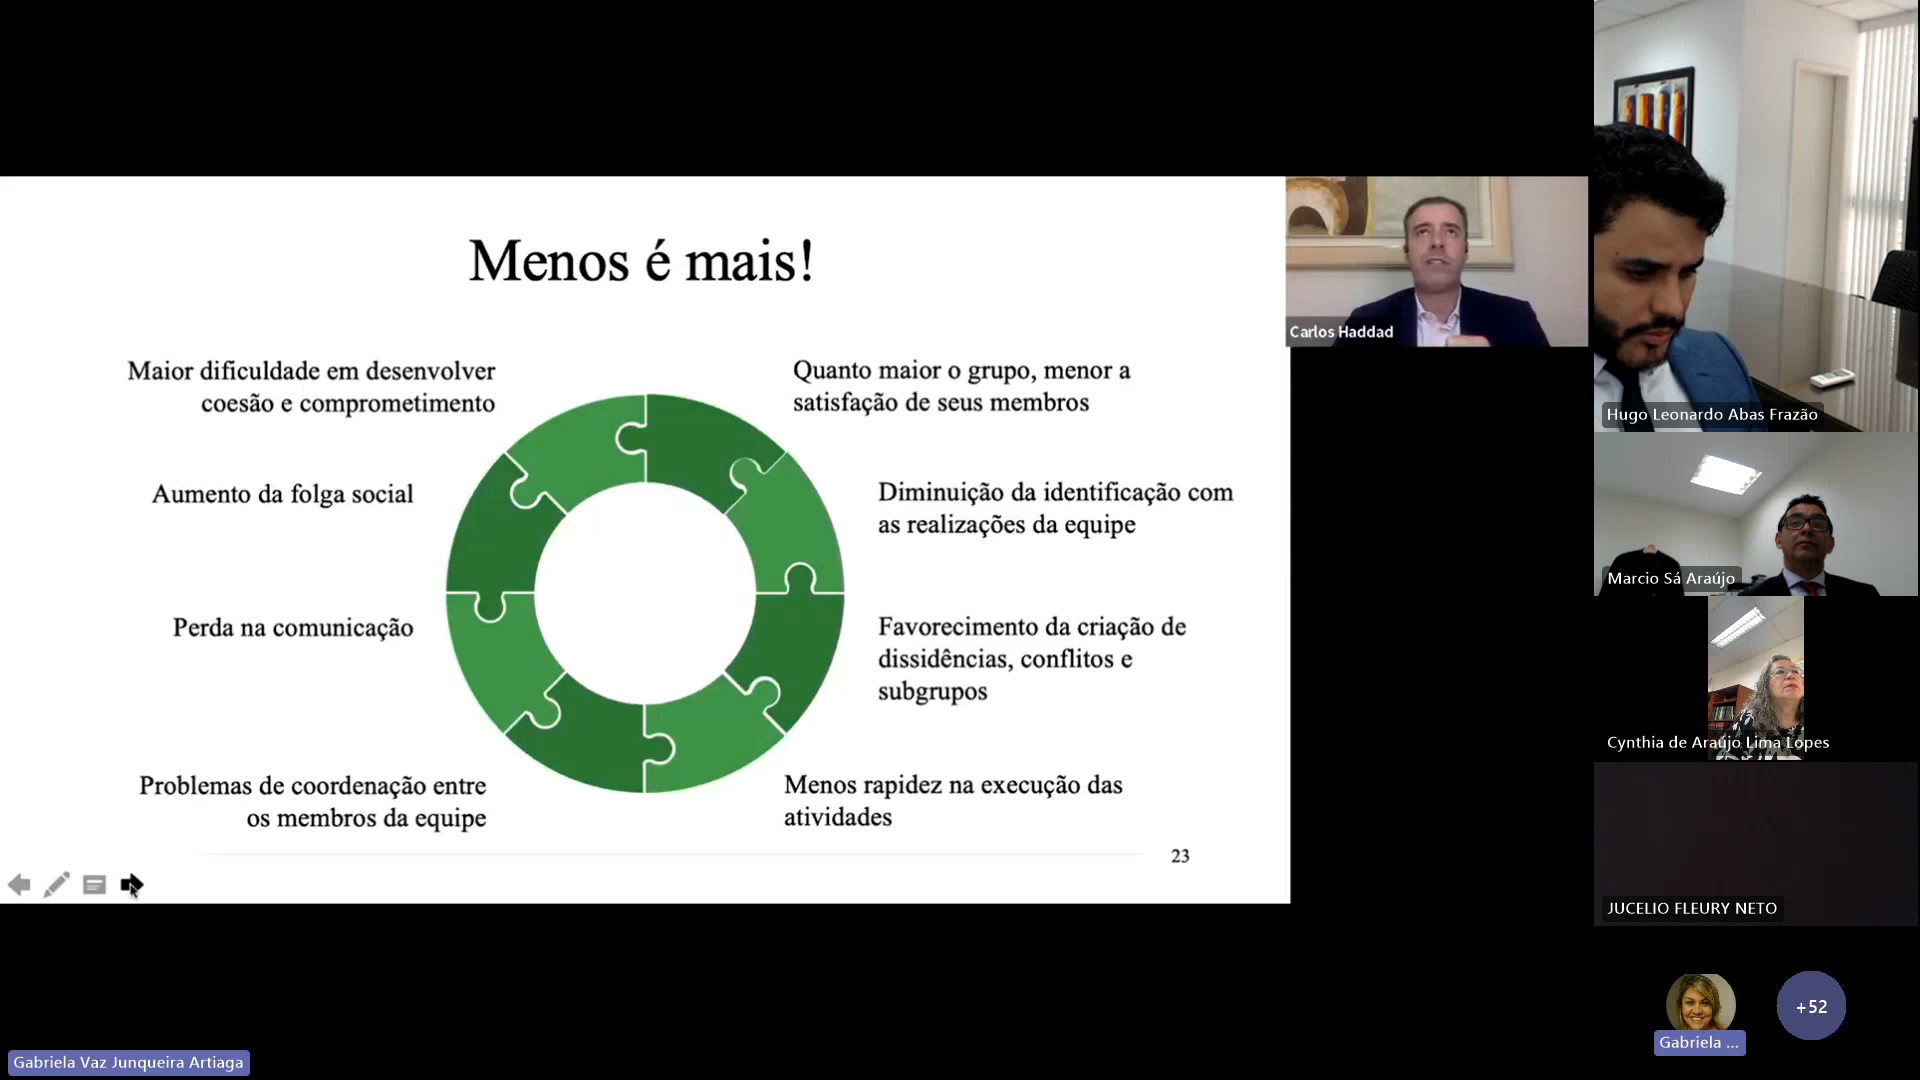 Menos é mais!
Maior dificuldade em desenvolver
coesão e comprometimento
Quanto maior o grupo, menor a
satisfação de seus membros
Aumento da folga social
Diminuição da identificação com
as realizações da equipe
Perda na comunicação
Favorecimento da criação de
dissidências, conflitos e
subgrupos
Problemas de coordenação entre
os membros da equipe
Menos rapidez na execução das
atividades
23
Carlos Haddad
Hugo Leonardo Abas Frazão
Marcio Sá Araújo
Cynthia de Araújo Lima Lopes
JUCELIO FLEURY NETO
+52
Gabriela ...
Gabriela Vaz Junqueira Artiaga